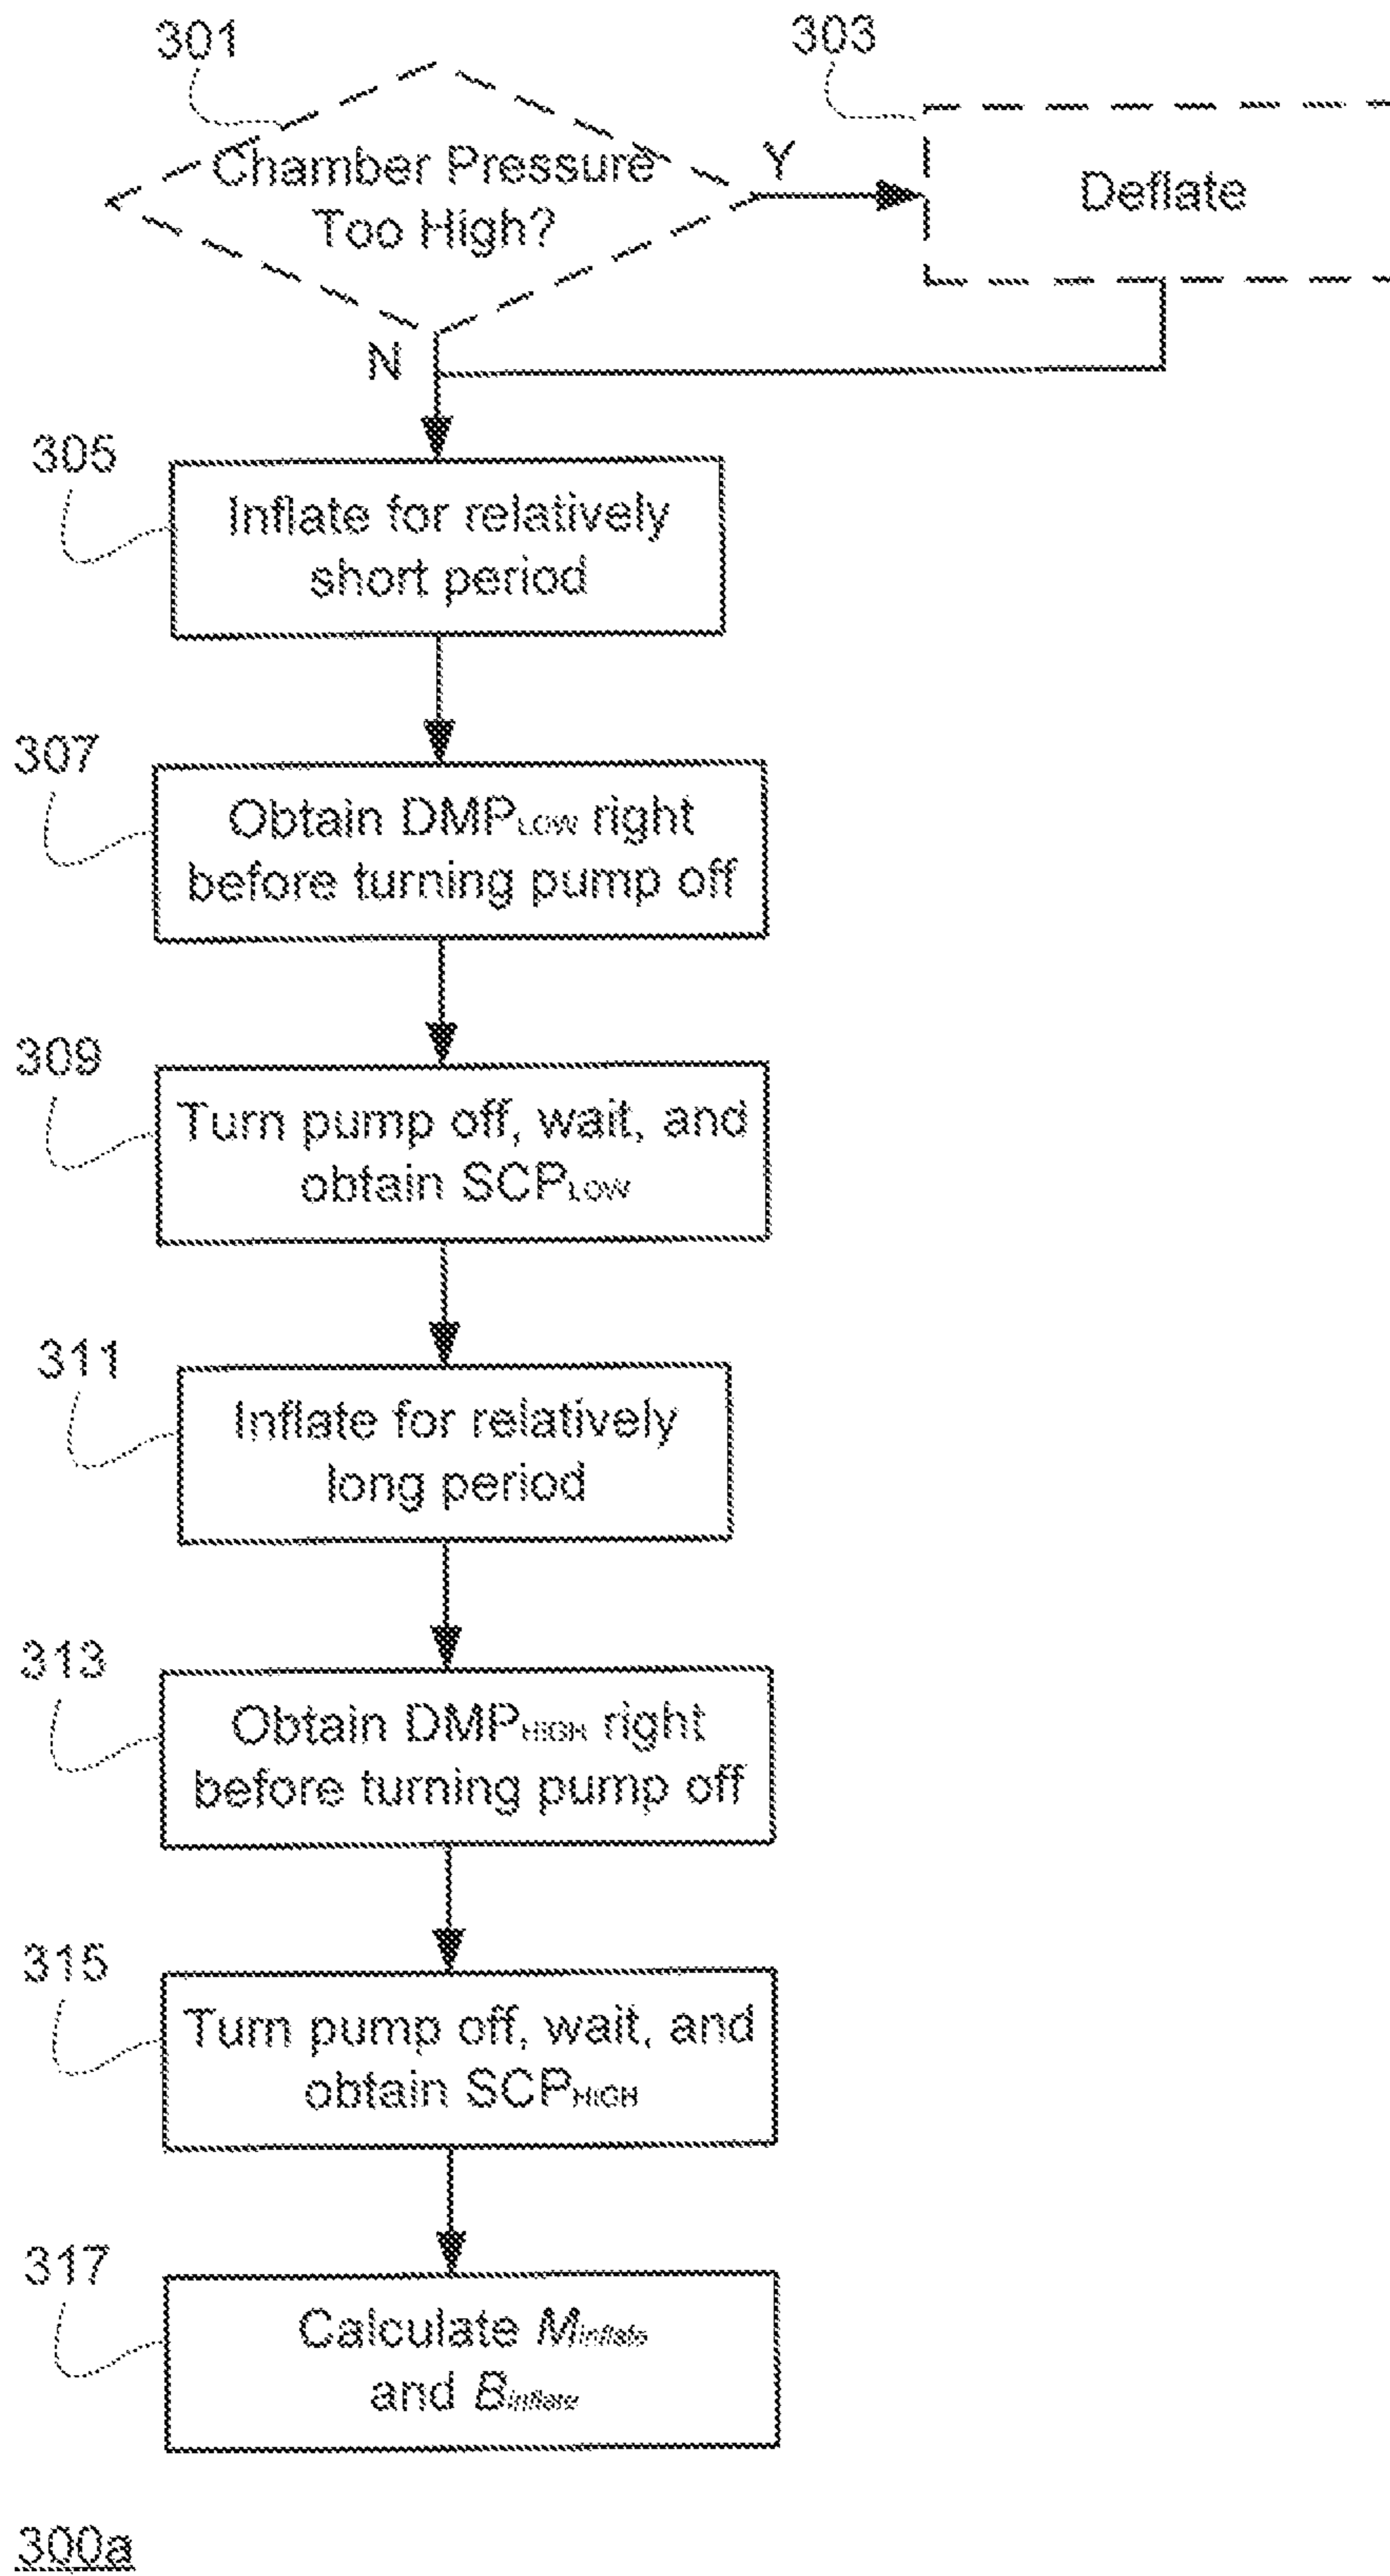 301
303
Chamber Pressure
Too High?
Y
Deflate
N
305
Inflate for relatively
short period
307
Obtain DMPLOW right
before turning pump off
309
Turn pump off, wait, and
obtain SCPLOW
311
Inflate for relatively
long period
313
Obtain DMPHIGH right
before turning pump off
315
Turn pump off, wait, and
obtain SCPHIGH
317
Calculate Minflate
and Binflate
300a